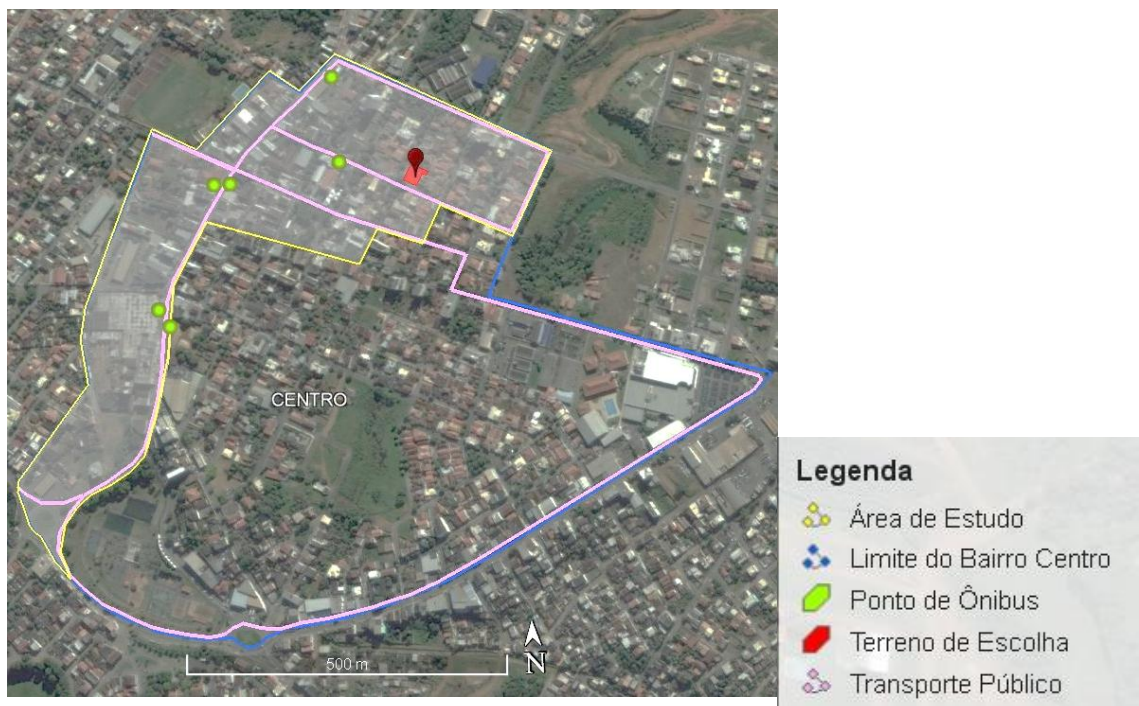 CENTRO
500 m
N
Legenda
Área de Estudo
Limite do Bairro Centro
Ponto de Ônibus
Terreno de Escolha
Transporte Público